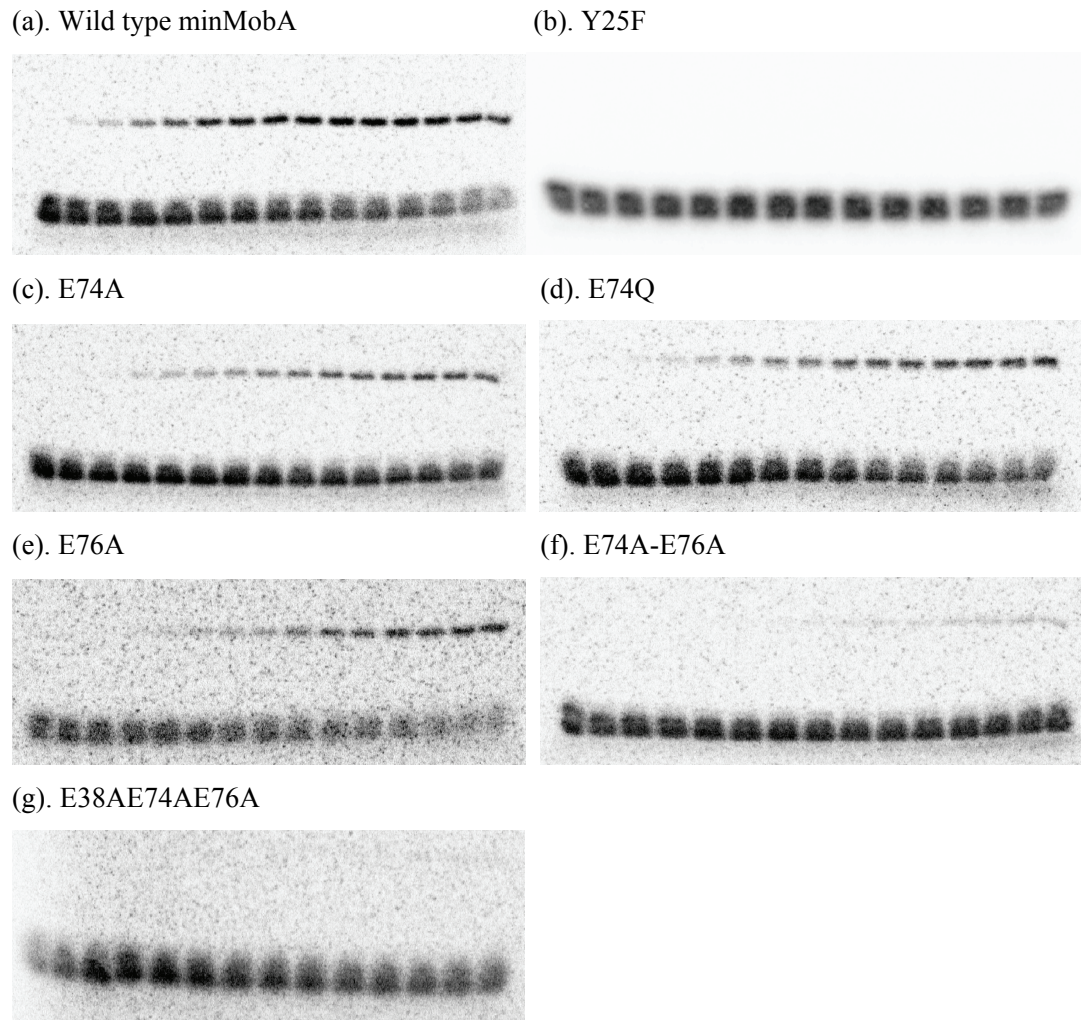 (a). Wild type minMobA
(b). Y25F
(c). E74A
(d). E74Q
(e). E76A
(f). E74A-E76A
(g). E38AE74AE76A